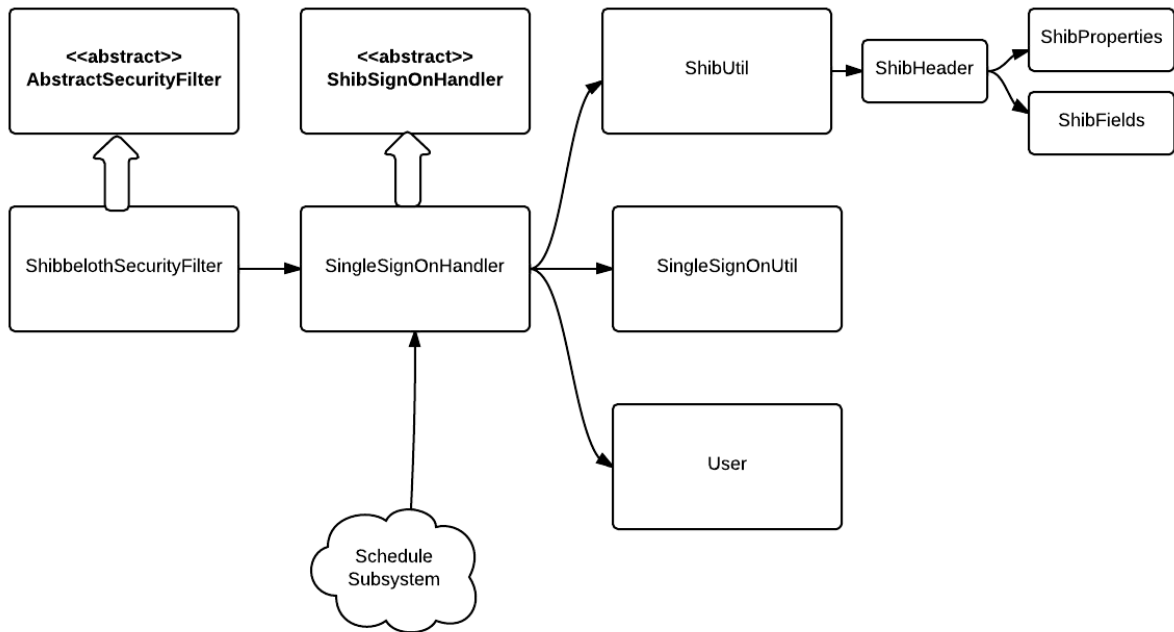 <<abstract>>
AbstractSecurityFilter
<<abstract>>
ShibSignOnHandler
ShibUtil
ShibHeader
ShibProperties
ShibFields
ShibbelothSecurityFilter
SingleSignOnHandler
SingleSignOnUtil
User
Schedule
Subsystem